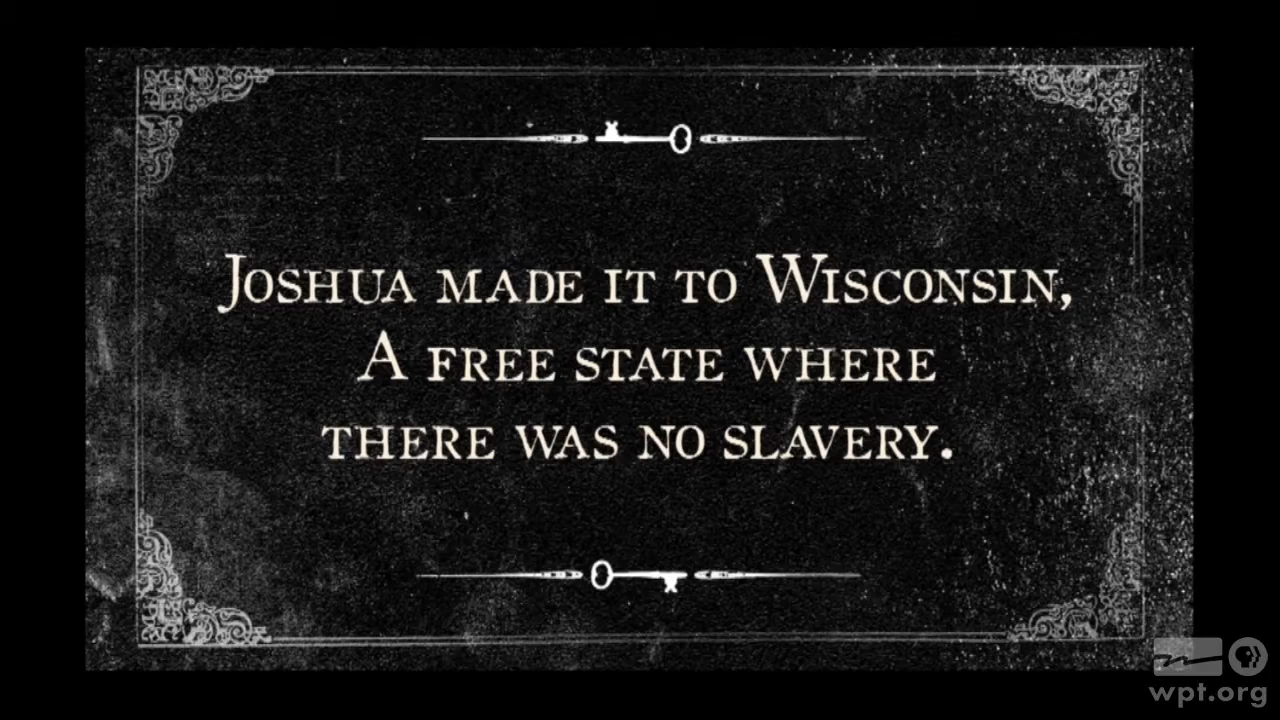 Joshua made it to Wisconsin,
A free state where
there was no slavery.
wpt.org